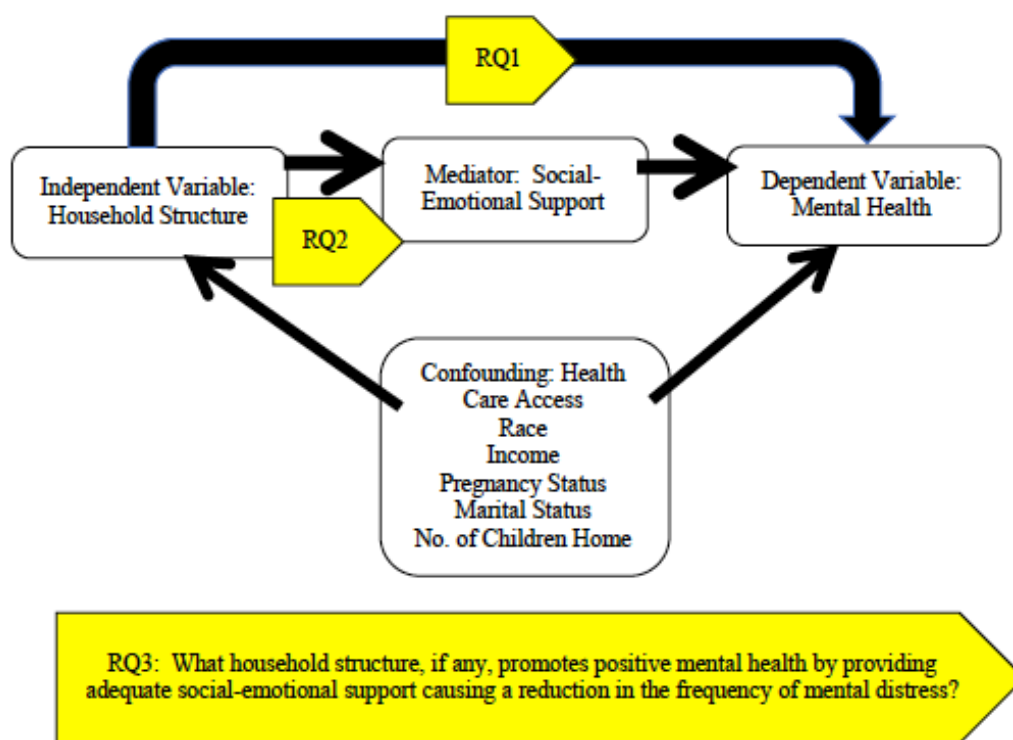 RQ1
Independent Variable:
Household Structure
Mediator:  Social-
Emotional Support
Dependent Variable:
Mental Health
RQ2
Confounding: Health
Care Access
Race
Income
Pregnancy Status
Marital Status
No. of Children Home
RQ3:  What household structure, if any, promotes positive mental health by providing
adequate social-emotional support causing a reduction in the frequency of mental distress?